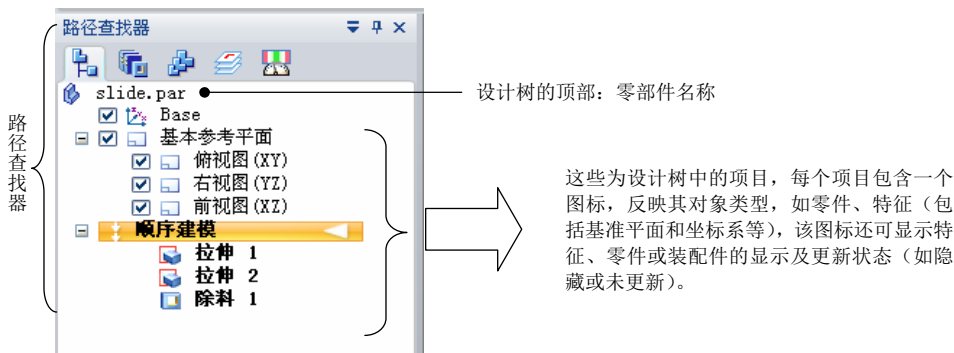 路径查找器
slide.par
设计树的顶部：零部件名称
Base
基本参考平面
俯视图(XY)
右视图(YZ)
前视图(XZ)
顺序建模
拉伸 1
拉伸 2
除料 1
路径查找器
这些为设计树中的项目，每个项目包含一个
图标，反映其对象类型，如零件、特征（包
括基准平面和坐标系等），该图标还可显示特
征、零件或装配件的显示及更新状态（如隐
藏或未更新）。